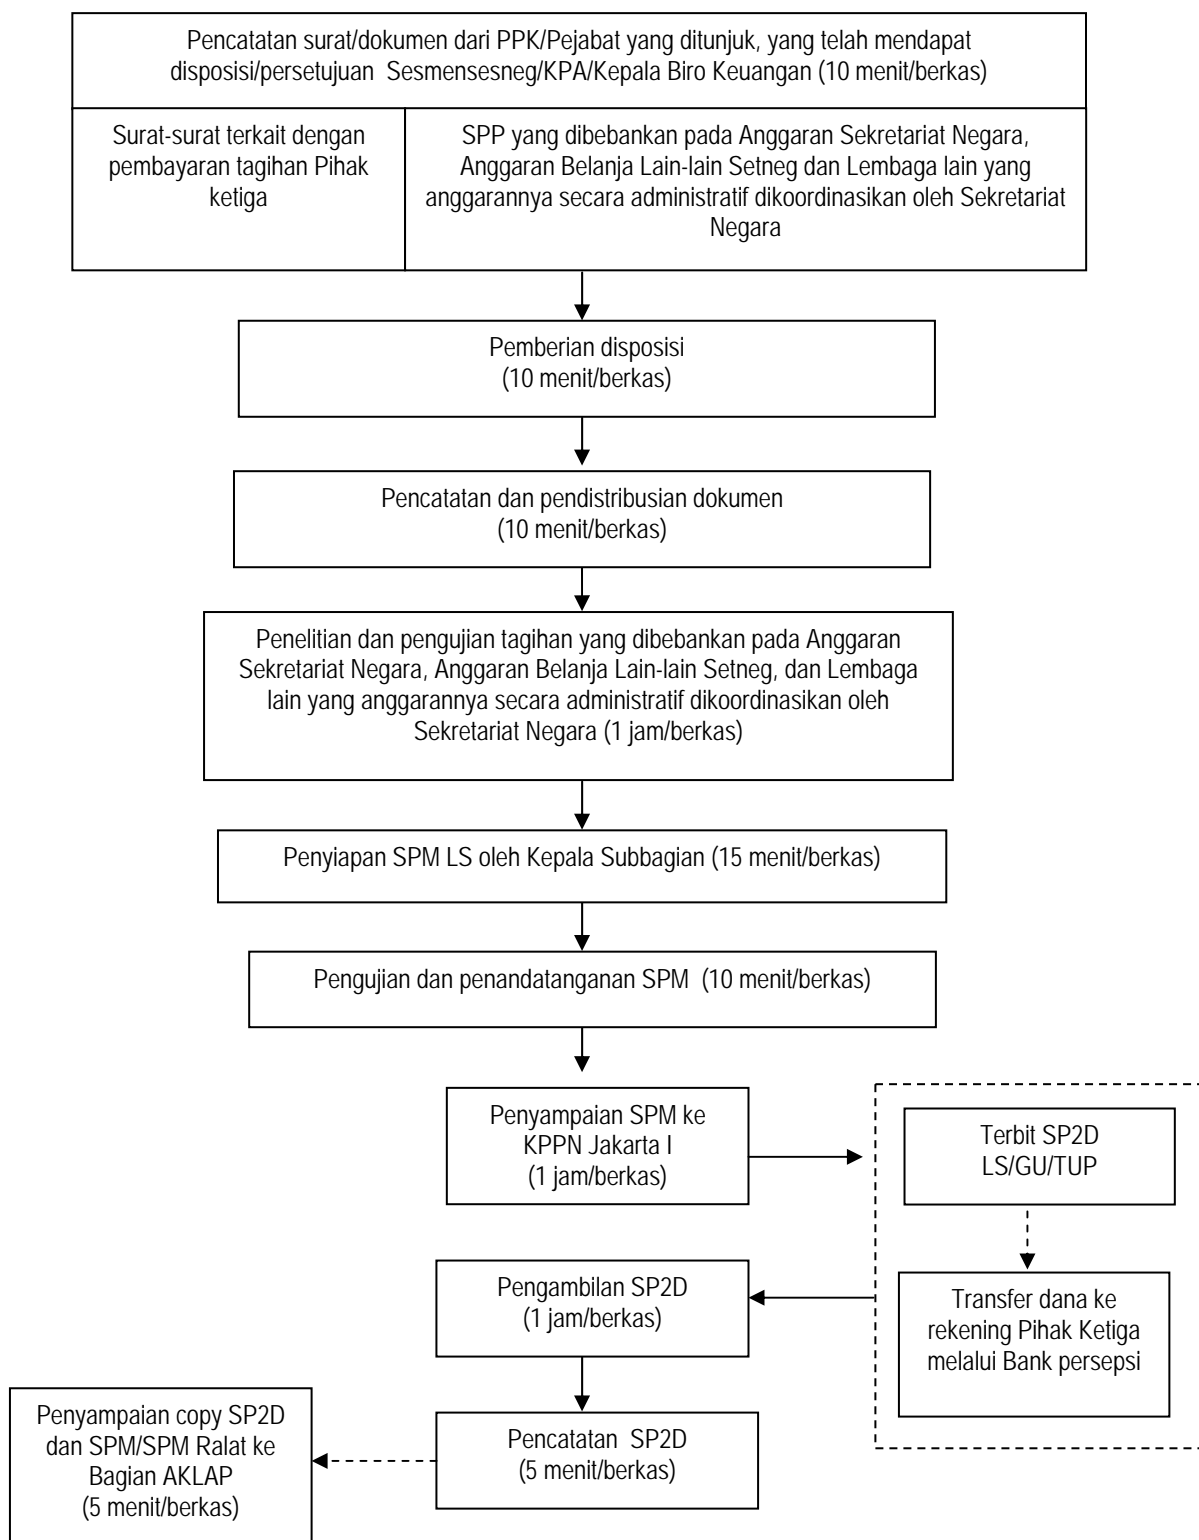 Pencatatan surat/dokumen dari PPK/Pejabat yang ditunjuk, yang telah mendapat
disposisi/persetujuan Sesmensesneg/KPA/Kepala Biro Keuangan (10 menit/berkas)
Surat-surat terkait dengan
pembayaran tagihan Pihak
ketiga
SPP yang dibebankan pada Anggaran Sekretariat Negara,
Anggaran Belanja Lain-lain Setneg dan Lembaga lain yang
anggarannya secara administratif dikoordinasikan oleh Sekretariat
Negara
Pemberian disposisi
(10 menit/berkas)
Pencatatan dan pendistribusian dokumen
(10 menit/berkas)
Penelitian dan pengujian tagihan yang dibebankan pada Anggaran
Sekretariat Negara, Anggaran Belanja Lain-lain Setneg, dan Lembaga
lain yang anggarannya secara administratif dikoordinasikan oleh
Sekretariat Negara (1 jam/berkas)
Penyiapan SPM LS oleh Kepala Subbagian (15 menit/berkas)
Pengujian dan penandatanganan SPM (10 menit/berkas)
Penyampaian SPM ke
KPPN Jakarta I
(1 jam/berkas)
Terbit SP2D
LS/GU/TUP
Transfer dana ke
rekening Pihak Ketiga
melalui Bank persepsi
Pengambilan SP2D
(1 jam/berkas)
Pencatatan SP2D
(5 menit/berkas)
Penyampaian copy SP2D
dan SPM/SPM Ralat ke
Bagian AKLAP
(5 menit/berkas)